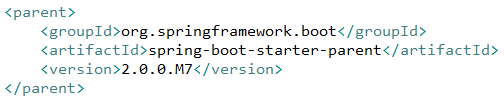 <parent>
    <groupId>org.springframework.boot</groupId>
    <artifactId>spring-boot-starter-parent</artifactId>
    <version>2.0.0.M7</version>
</parent>